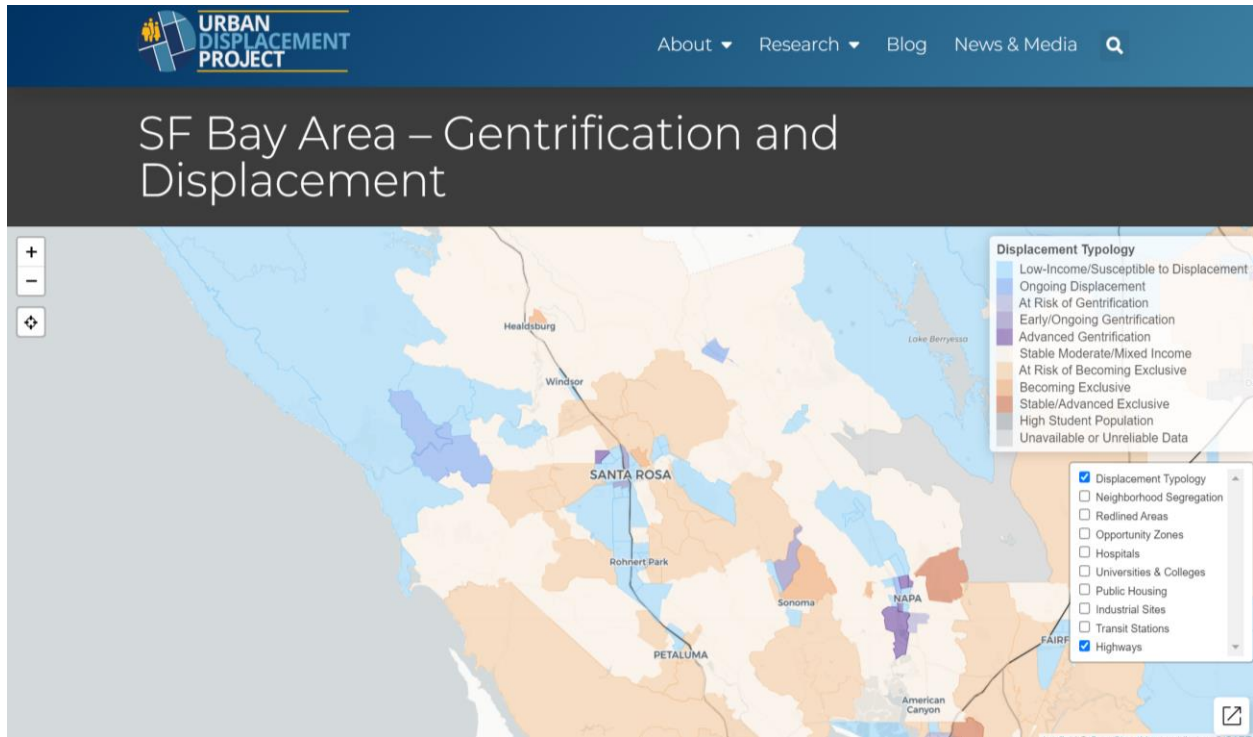 URBAN
DISPLACEMENT
PROJECT
About
Research
Blog
News & Media
SF Bay Area – Gentrification and
Displacement
+
−
Displacement Typology
Low-Income/Susceptible to Displacement
Ongoing Displacement
At Risk of Gentrification
Early/Ongoing Gentrification
Advanced Gentrification
Stable Moderate/Mixed Income
At Risk of Becoming Exclusive
Becoming Exclusive
Stable/Advanced Exclusive
High Student Population
Unavailable or Unreliable Data
Healdsburg
Lake Berryessa
Windsor
SANTA ROSA
Displacement Typology
Neighborhood Segregation
Redlined Areas
Opportunity Zones
Hospitals
Universities & Colleges
Public Housing
Industrial Sites
Transit Stations
Highways
Rohnert Park
Sonoma
NAPA
FAIRF
PETALUMA
American
Canyon